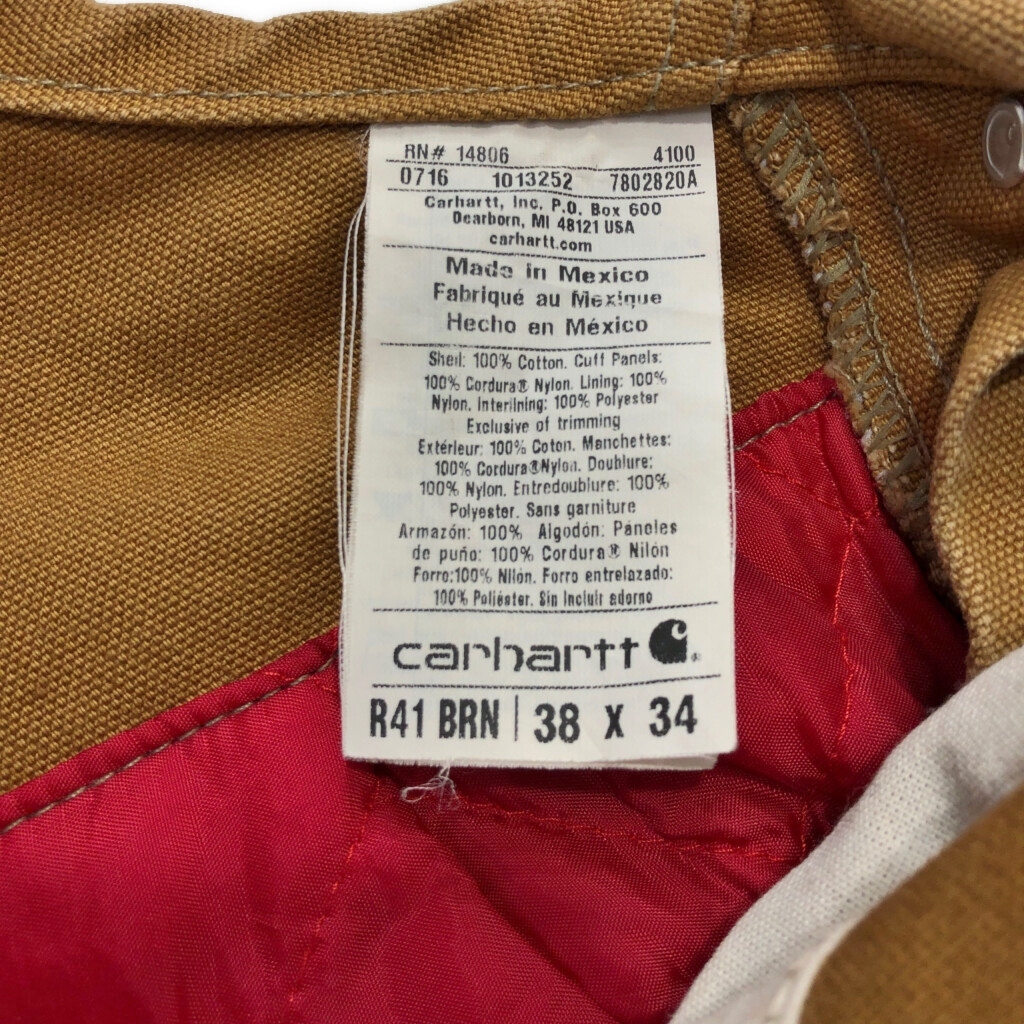 RN# 14806 4100
0716 1013252 7802820A
Carhartt, Inc. P.O. Box 600
Dearborn, MI 48121 USA
carhartt.com
Made in Mexico
Fabriqué au Mexique
Hecho en México
Shell: 100% Cotton. Cuff Panels:
100% Cordura® Nylon. Lining: 100%
Nylon. Interlining: 100% Polyester
Exclusive of trimming
Extérieur: 100% Coton. Manchettes:
100% Cordura®Nylon. Doublure:
100% Nylon. Entredoublure: 100%
Polyester. Sans garniture
Armazón: 100% Algodón: Paneles
de puño: 100% Cordura® Nilón
Forro:100% Nilón. Forro entrelazado:
100% Poliéster. Sin Incluir adorno
carhartt
R41 BRN | 38 X 34